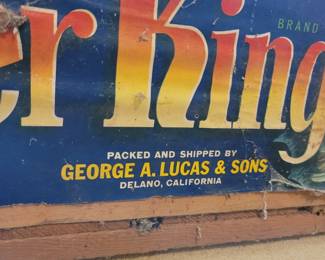 BRAND
er King
PACKED AND SHIPPED BY
GEORGE A. LUCAS & SONS
DELANO, CALIFORNIA